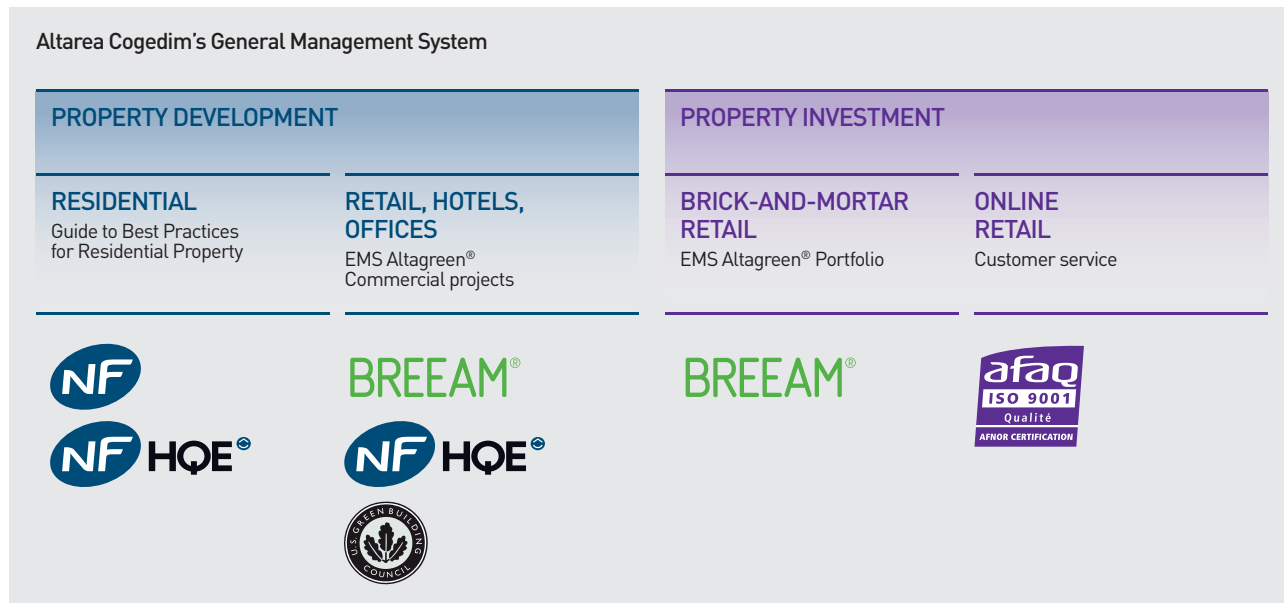 Altarea Cogedim’s General Management System
PROPERTY DEVELOPMENT
PROPERTY INVESTMENT
RESIDENTIAL
Guide to Best Practices
for Residential Property
RETAIL, HOTELS,
OFFICES
EMS Altagreen®
Commercial projects
BRICK-AND-MORTAR
RETAIL
EMS Altagreen® Portfolio
ONLINE
RETAIL
Customer service
NF
NF HQE
BREEAM®
NF HQE
U.S. GREEN BUILDING
COUNCIL
BREEAM®
afaq
ISO 9001
Qualité
AFNOR CERTIFICATION